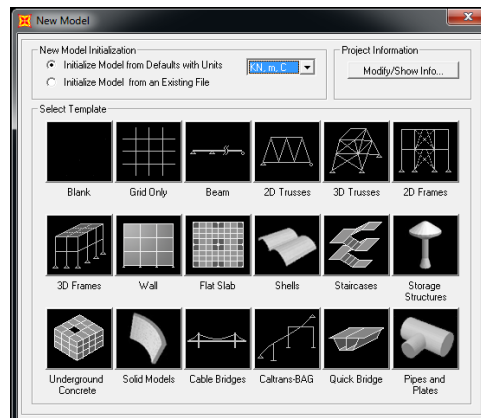 New Model
New Model Initialization
Initialize Model from Defaults with Units
KN, m, C
Initialize Model from an Existing File
Project Information
Modify/Show Info...
Select Template
Blank
Grid Only
Beam
2D Trusses
3D Trusses
2D Frames
3D Frames
Wall
Flat Slab
Shells
Staircases
Storage
Structures
Underground
Concrete
Solid Models
Cable Bridges
Caltrans-BAG
Quick Bridge
Pipes and
Plates